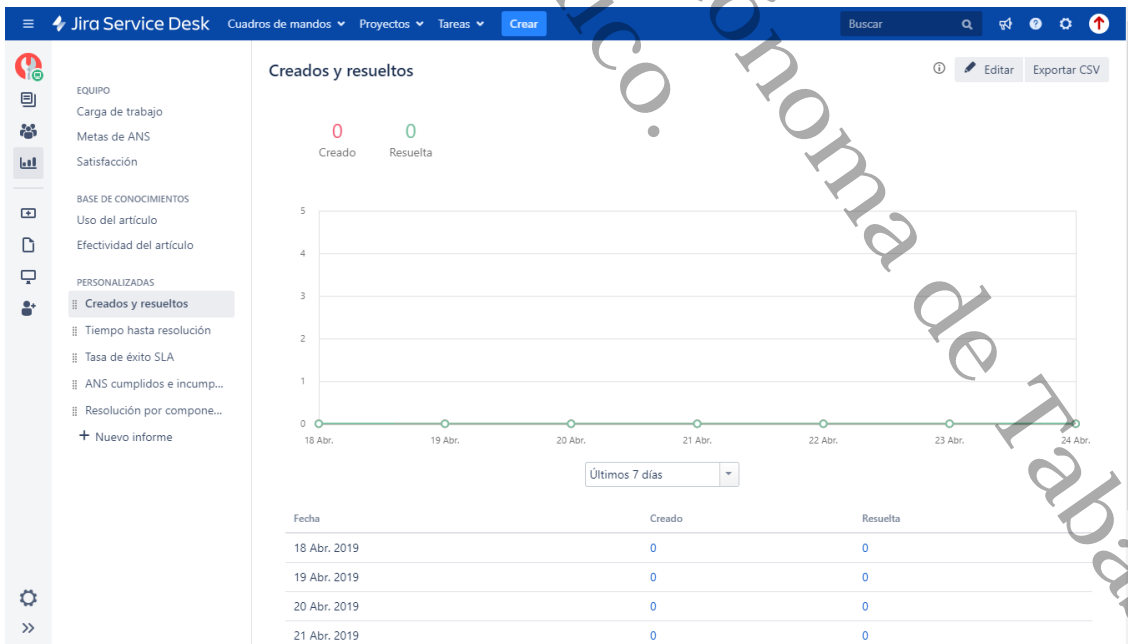 Jira Service Desk Cuadros de mandos Proyectos Tareas Crear Buscar
Creados y resueltos
Editar Exportar CSV
EQUIPO
Carga de trabajo
Metas de ANS
Satisfacción
BASE DE CONOCIMIENTOS
Uso del artículo
Efectividad del artículo
PERSONALIZADAS
Creados y resueltos
Tiempo hasta resolución
Tasa de éxito SLA
ANS cumplidos e incump...
Resolución por compone...
+ Nuevo informe
0 0
Creado Resuelta
5
4
3
2
1
0
18 Abr. 19 Abr. 20 Abr. 21 Abr. 22 Abr. 23 Abr. 24 Abr.
Últimos 7 días
Fecha Creado Resuelta
18 Abr. 2019 0 0
19 Abr. 2019 0 0
20 Abr. 2019 0 0
21 Abr. 2019 0 0
de